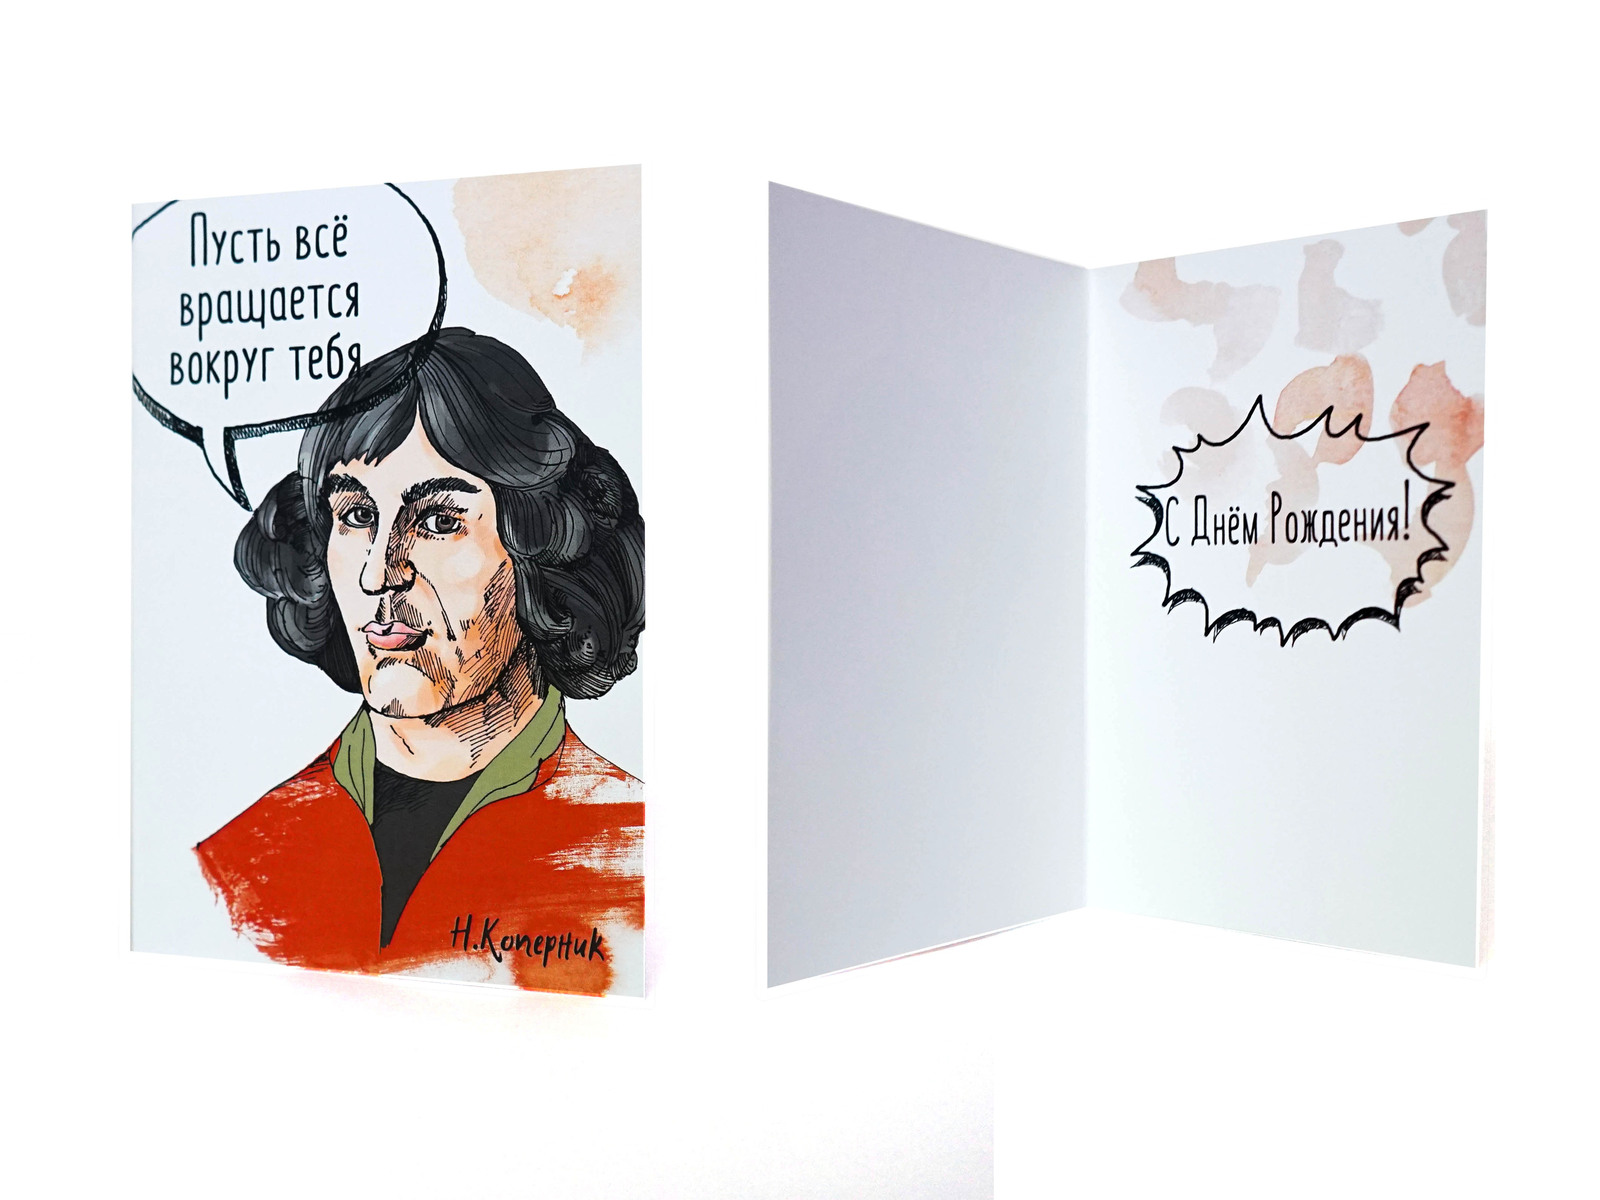 Пусть всё
вращается
вокруг тебя
Н.Коперник
С Днём Рождения!